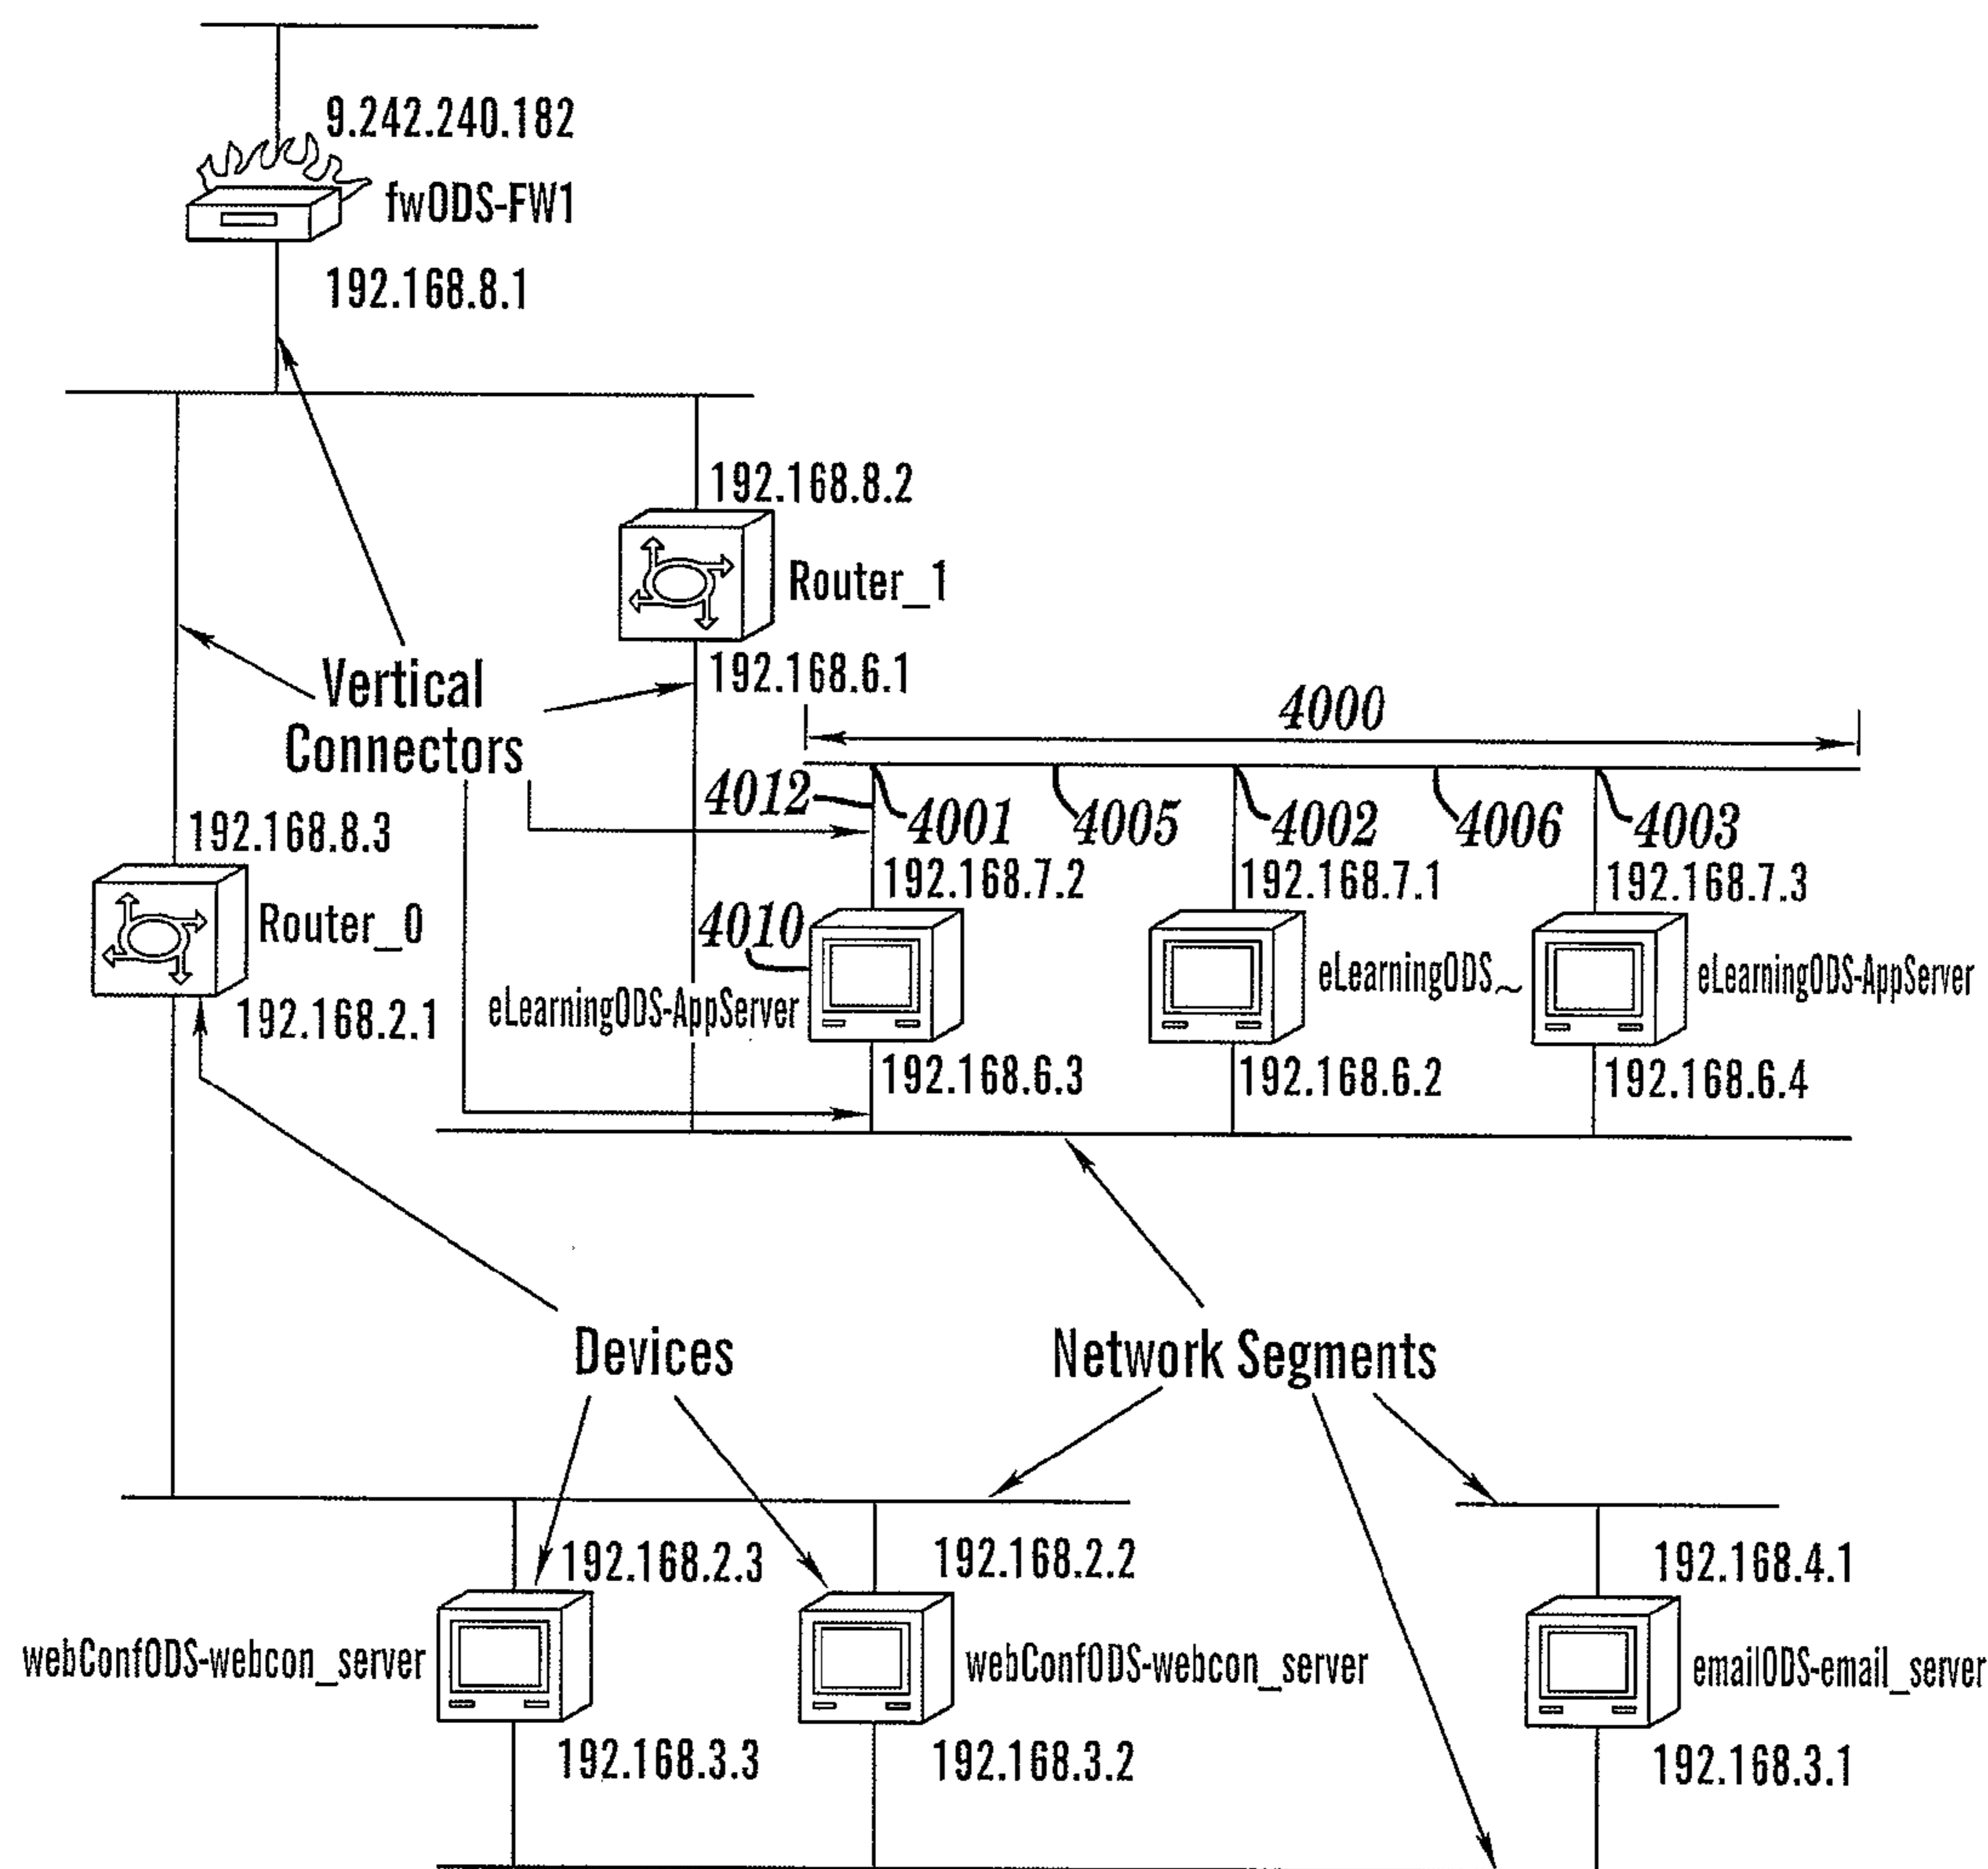 9.242.240.182
fwODS-FW1
192.168.8.1
192.168.8.2
Router_1
192.168.6.1
Vertical
Connectors
4000
4012
4001
4005
4002
4006
4003
192.168.8.3
Router_0
192.168.2.1
192.168.7.2
192.168.7.1
192.168.7.3
4010
eLearningODS-AppServer
eLearningODS~
eLearningODS-AppServer
192.168.6.3
192.168.6.2
192.168.6.4
Devices
Network Segments
192.168.2.3
192.168.2.2
192.168.4.1
webConfODS-webcon_server
webConfODS-webcon_server
emailODS-email_server
192.168.3.3
192.168.3.2
192.168.3.1